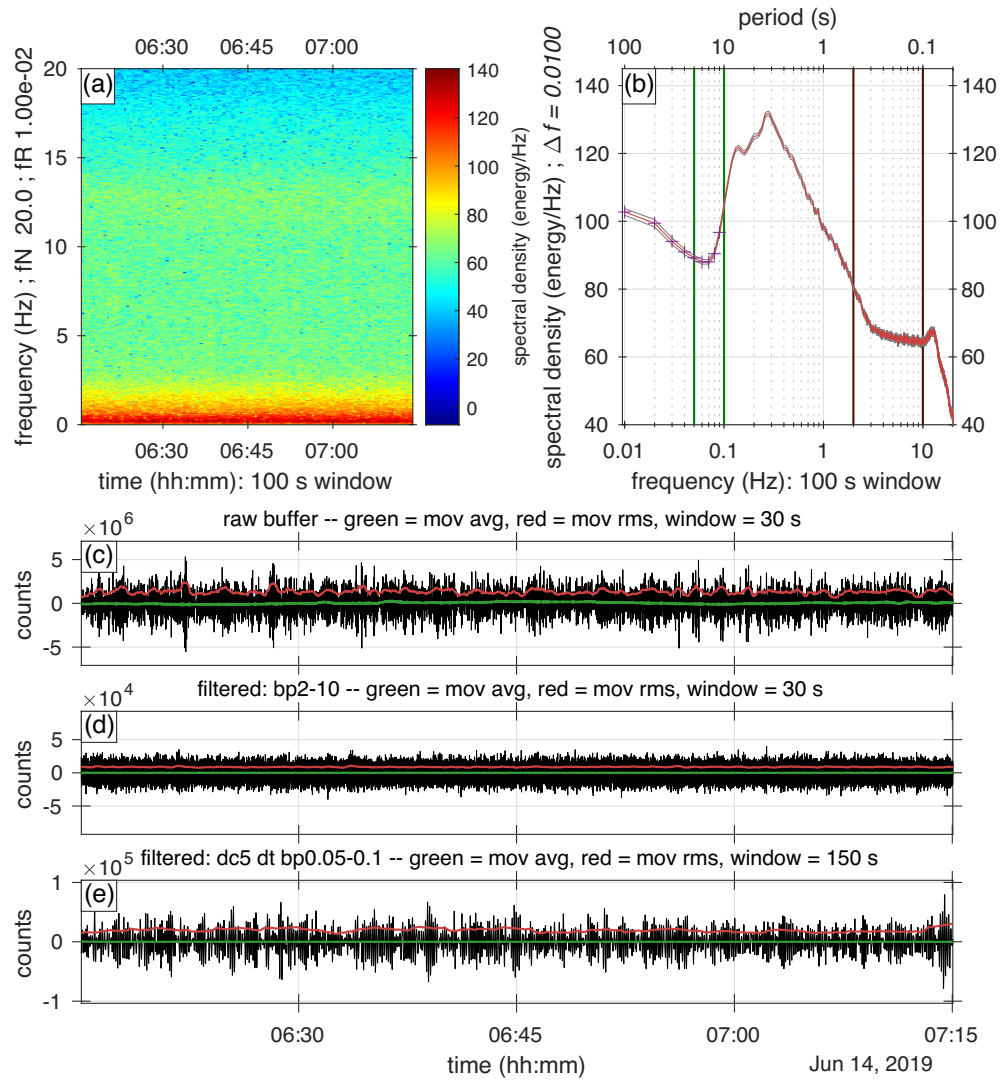 06:30 06:45 07:00
period (s)
100 10 1 0.1
(a)
(b)
frequency (Hz) ; fN 20.0 ; fR 1.00e-02
20
15
10
5
0
06:30 06:45 07:00
time (hh:mm): 100 s window
140
120
100
80
60
40
20
0
spectral density (energy/Hz)
spectral density (energy/Hz) ; Δf = 0.0100
140
120
100
80
60
40
140
120
100
80
60
40
0.01 0.1 1 10
frequency (Hz): 100 s window
×10⁶
raw buffer -- green = mov avg, red = mov rms, window = 30 s
(c)
counts
5
0
-5
×10⁴
filtered: bp2-10 -- green = mov avg, red = mov rms, window = 30 s
(d)
counts
5
0
-5
×10⁵
filtered: dc5 dt bp0.05-0.1 -- green = mov avg, red = mov rms, window = 150 s
(e)
counts
1
0
-1
06:30 06:45 07:00 07:15
time (hh:mm)
Jun 14, 2019